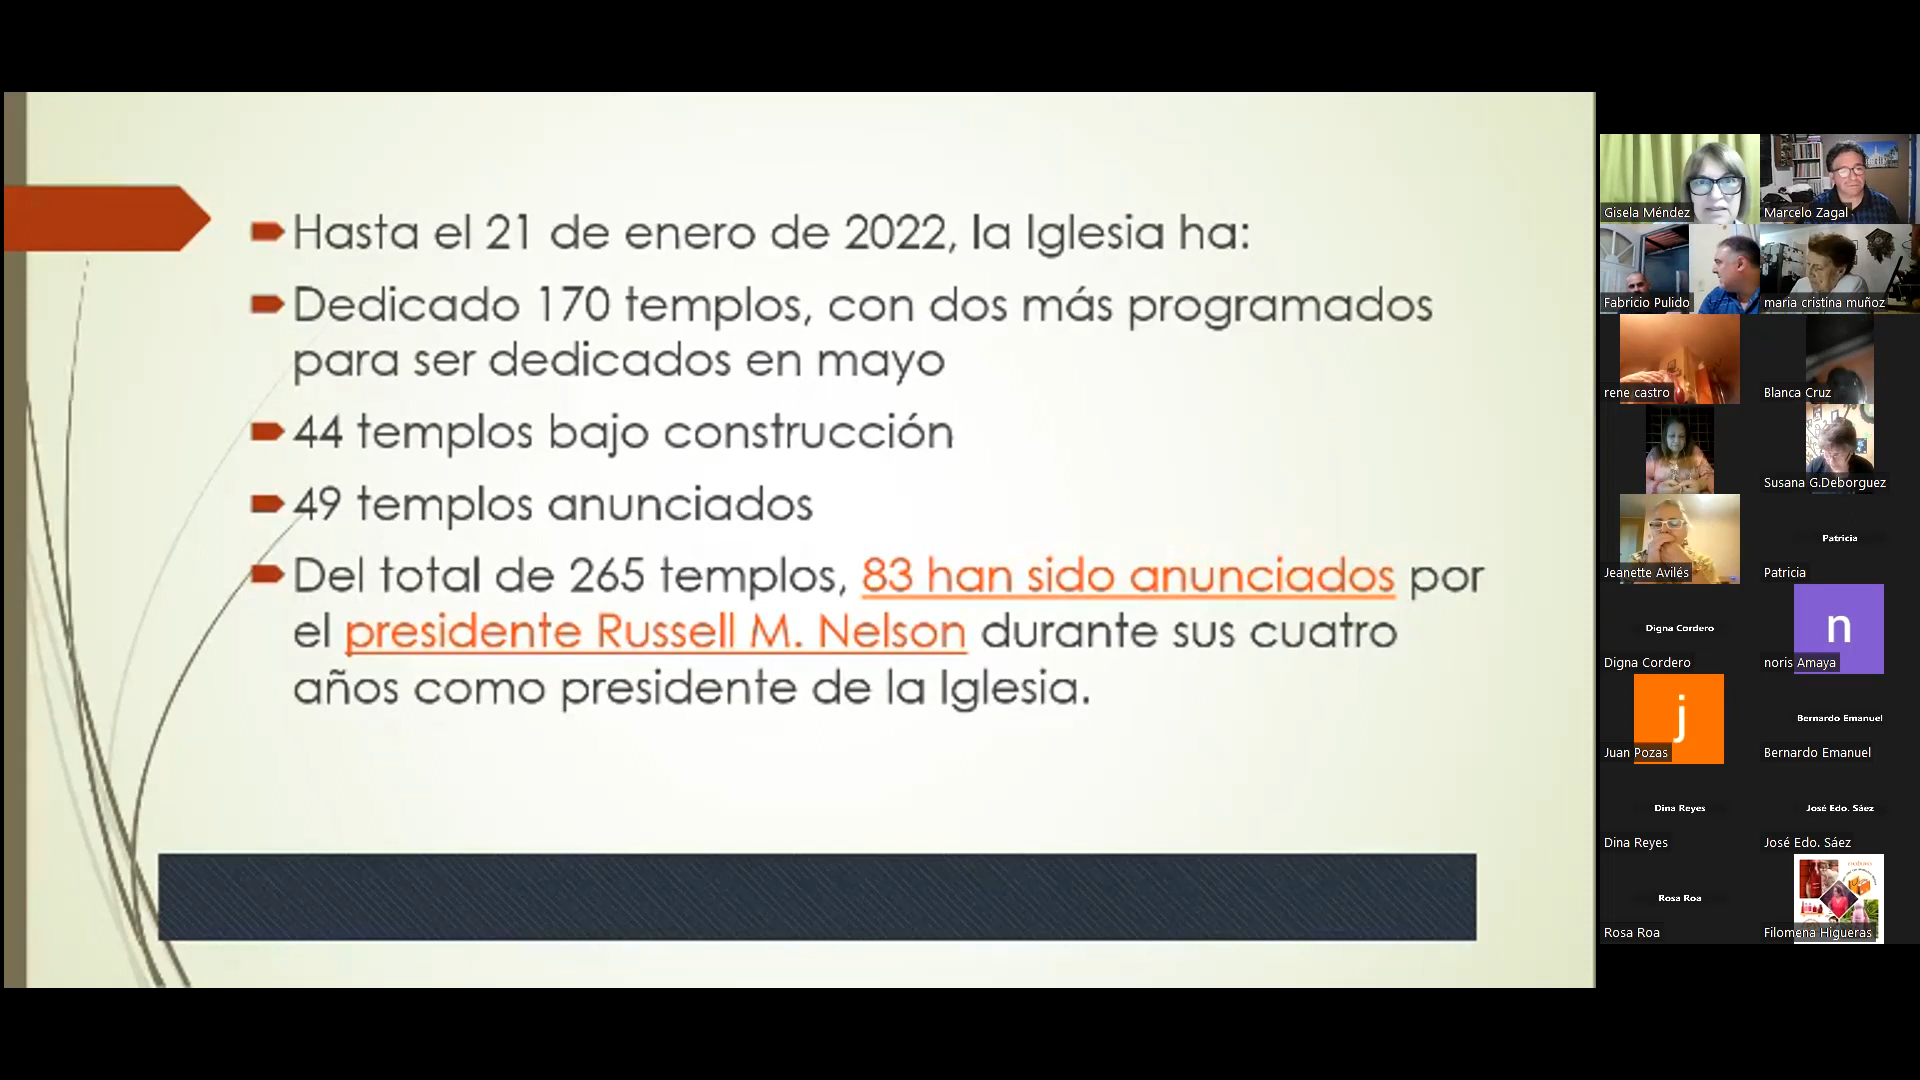 Hasta el 21 de enero de 2022, la Iglesia ha:
Dedicado 170 templos, con dos más programados
para ser dedicados en mayo
44 templos bajo construcción
49 templos anunciados
Del total de 265 templos, 83 han sido anunciados por
el presidente Russell M. Nelson durante sus cuatro
años como presidente de la Iglesia.
Gisela Méndez
Marcelo Zagal
Fabricio Pulido
maria cristina muñoz
rene castro
Blanca Cruz
Susana G.Deborguez
Jeanette Avilés
Patricia
Patricia
Digna Cordero
Digna Cordero
n
noris Amaya
j
Juan Pozas
Bernardo Emanuel
Bernardo Emanuel
Dina Reyes
Dina Reyes
José Edo. Sáez
José Edo. Sáez
Rosa Roa
Rosa Roa
Filomena Higueras